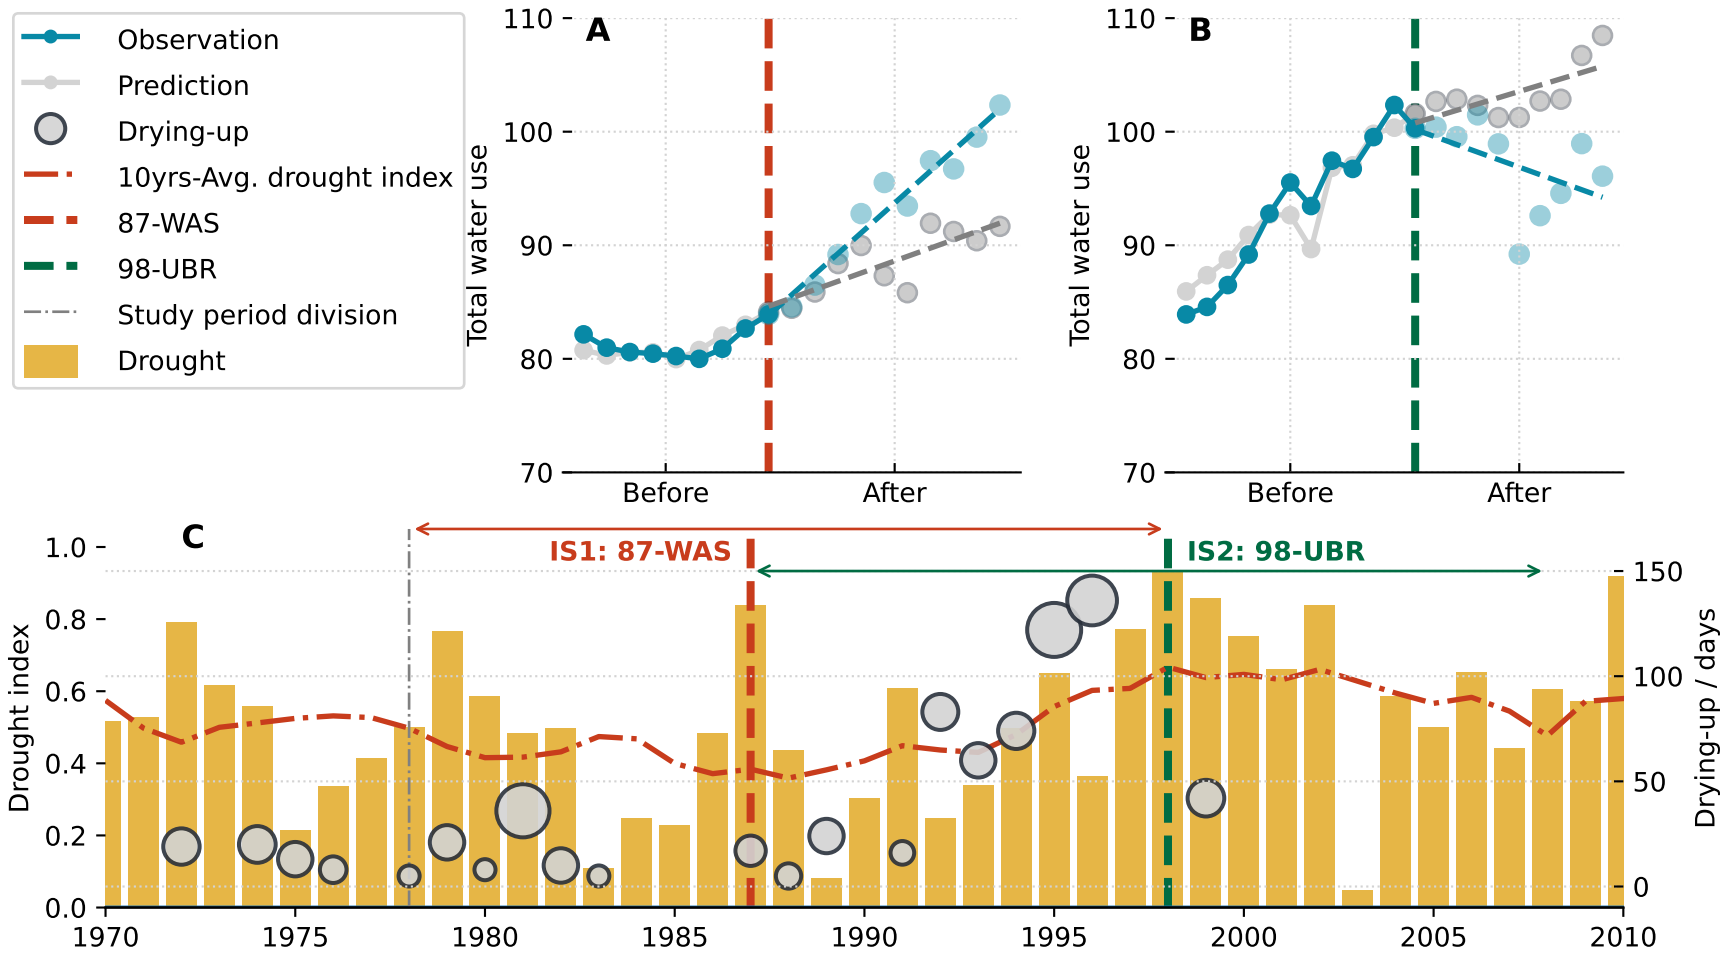 Observation
Prediction
Drying-up
10yrs-Avg. drought index
87-WAS
98-UBR
Study period division
Drought
A
Total water use
110
100
90
80
70
Before After
B
Total water use
110
100
90
80
70
Before After
C
IS1: 87-WAS
IS2: 98-UBR
Drought index
1.0
0.8
0.6
0.4
0.2
0.0
Drying-up / days
150
100
50
0
1970 1975 1980 1985 1990 1995 2000 2005 2010